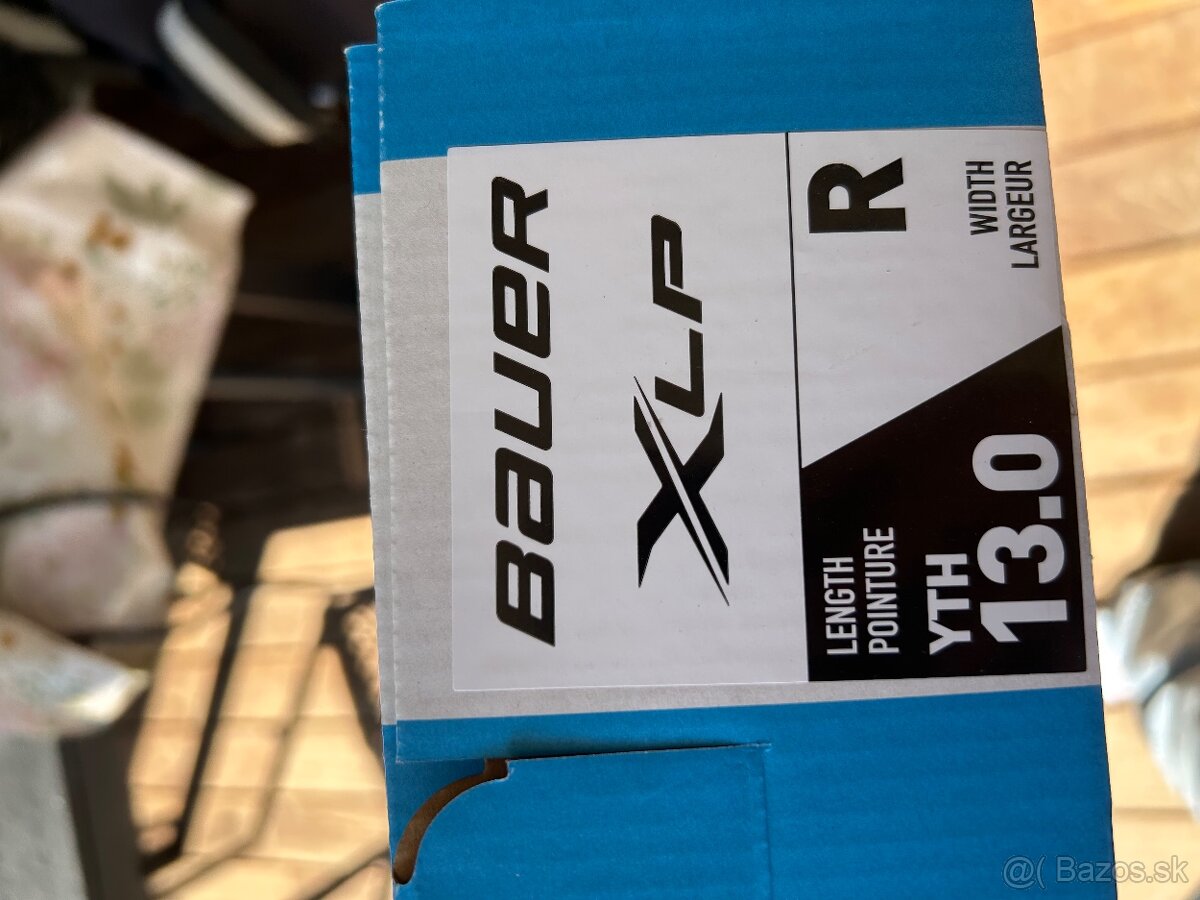 BAUER
XLP
LENGTH
POINTURE
YTH
13.0
R
WIDTH
LARGEUR
@( Bazos.sk